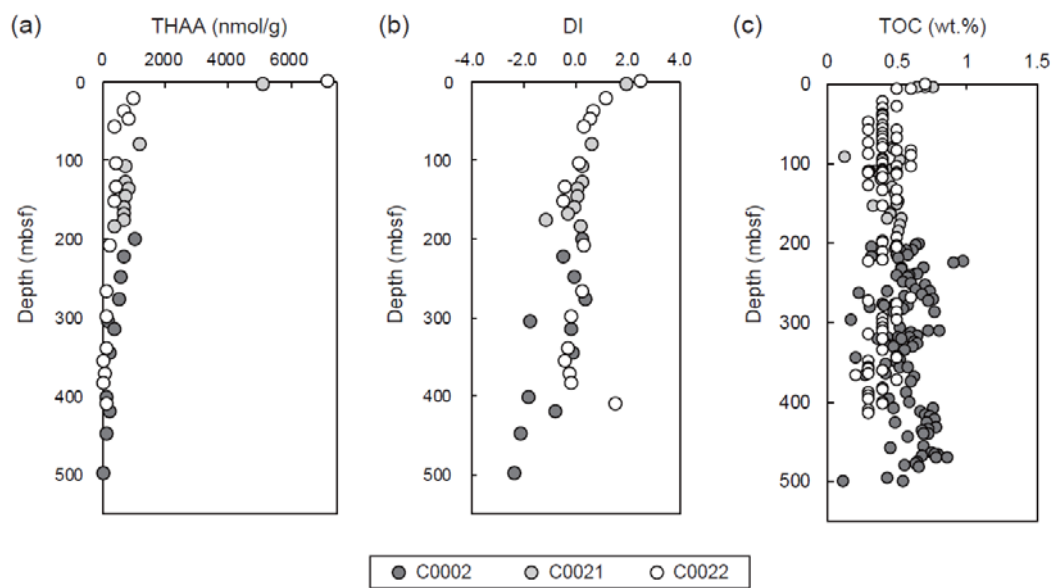 (a) THAA (nmol/g)
0 2000 4000 6000
0
100
200
300
400
500
Depth (mbsf)
(b) DI
-4.0 -2.0 0.0 2.0 4.0
0
100
200
300
400
500
Depth (mbsf)
(c) TOC (wt.%)
0 0.5 1 1.5
0
100
200
300
400
500
Depth (mbsf)
C0002 C0021 C0022